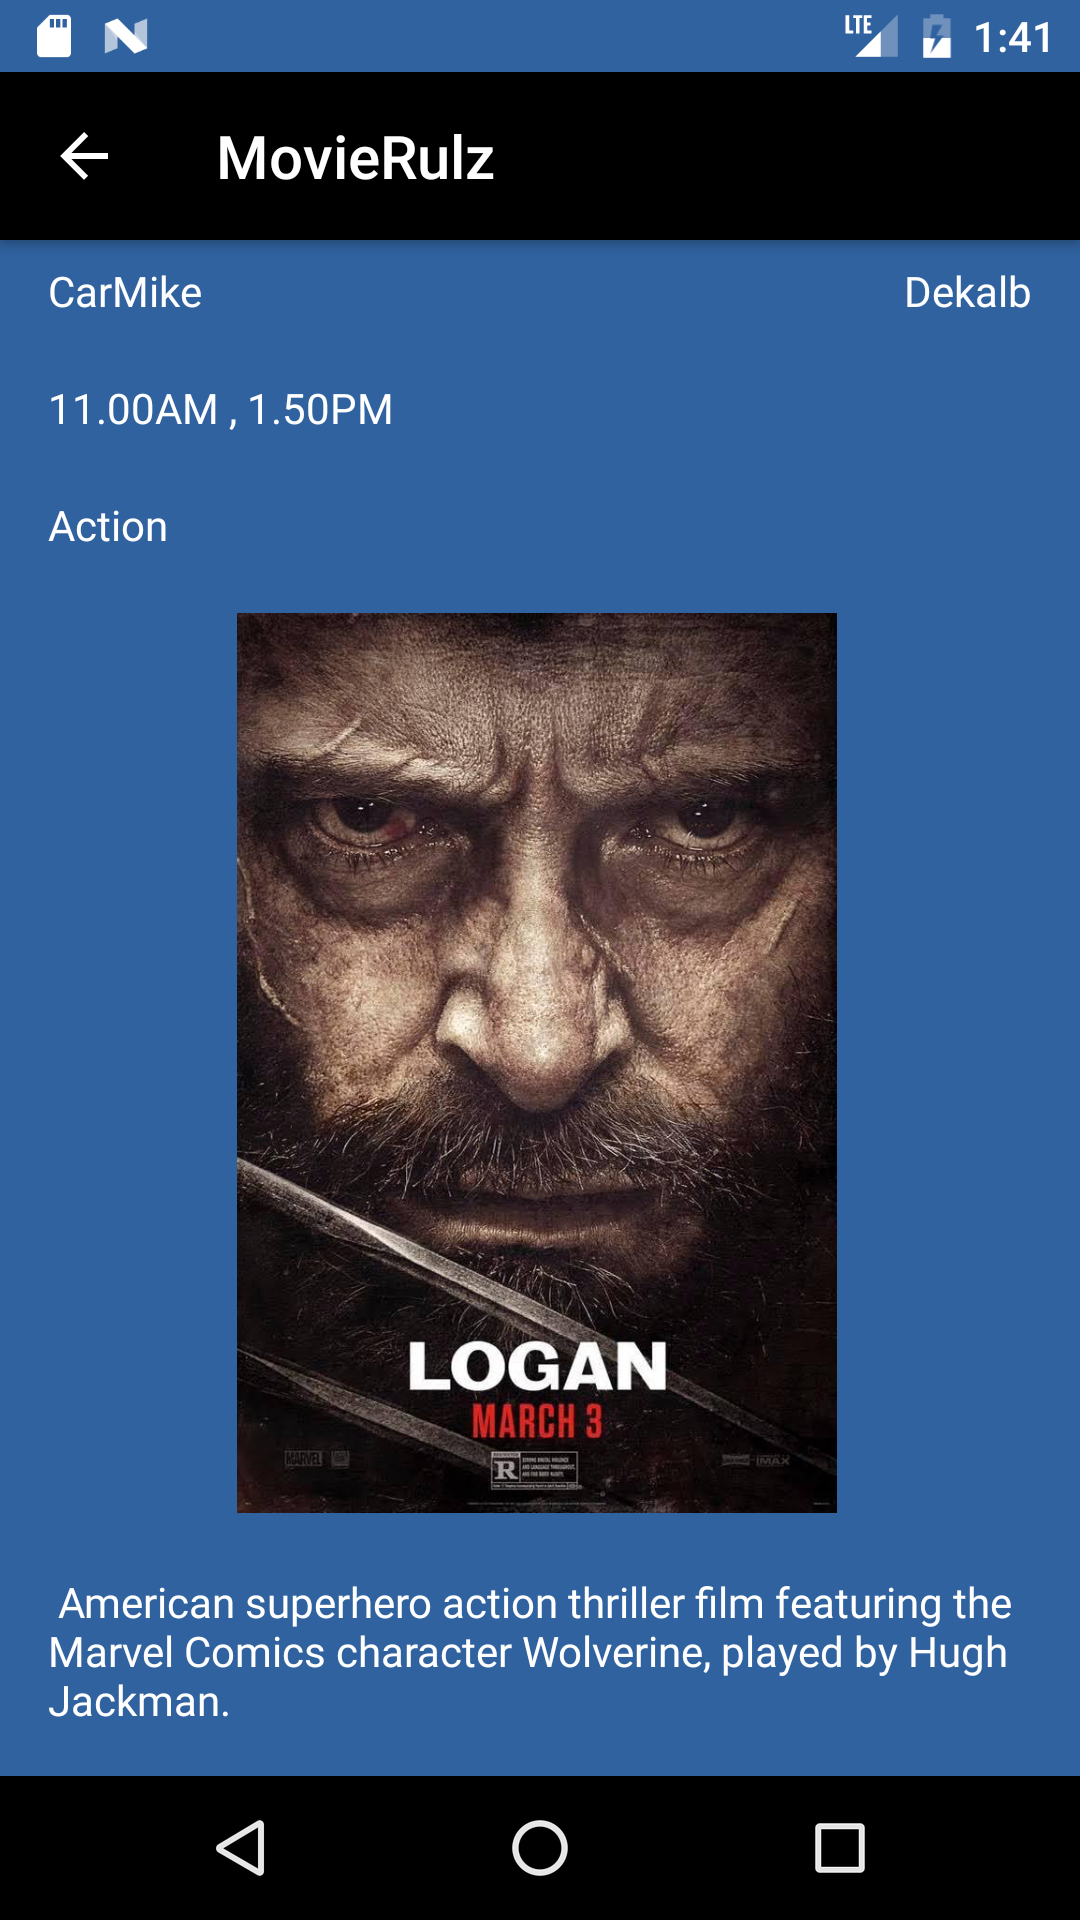 LTE 1:41
MovieRulz
CarMike Dekalb
11.00AM , 1.50PM
Action
LOGAN
MARCH 3
MARVEL
R
IMAX
American superhero action thriller film featuring the
Marvel Comics character Wolverine, played by Hugh
Jackman.